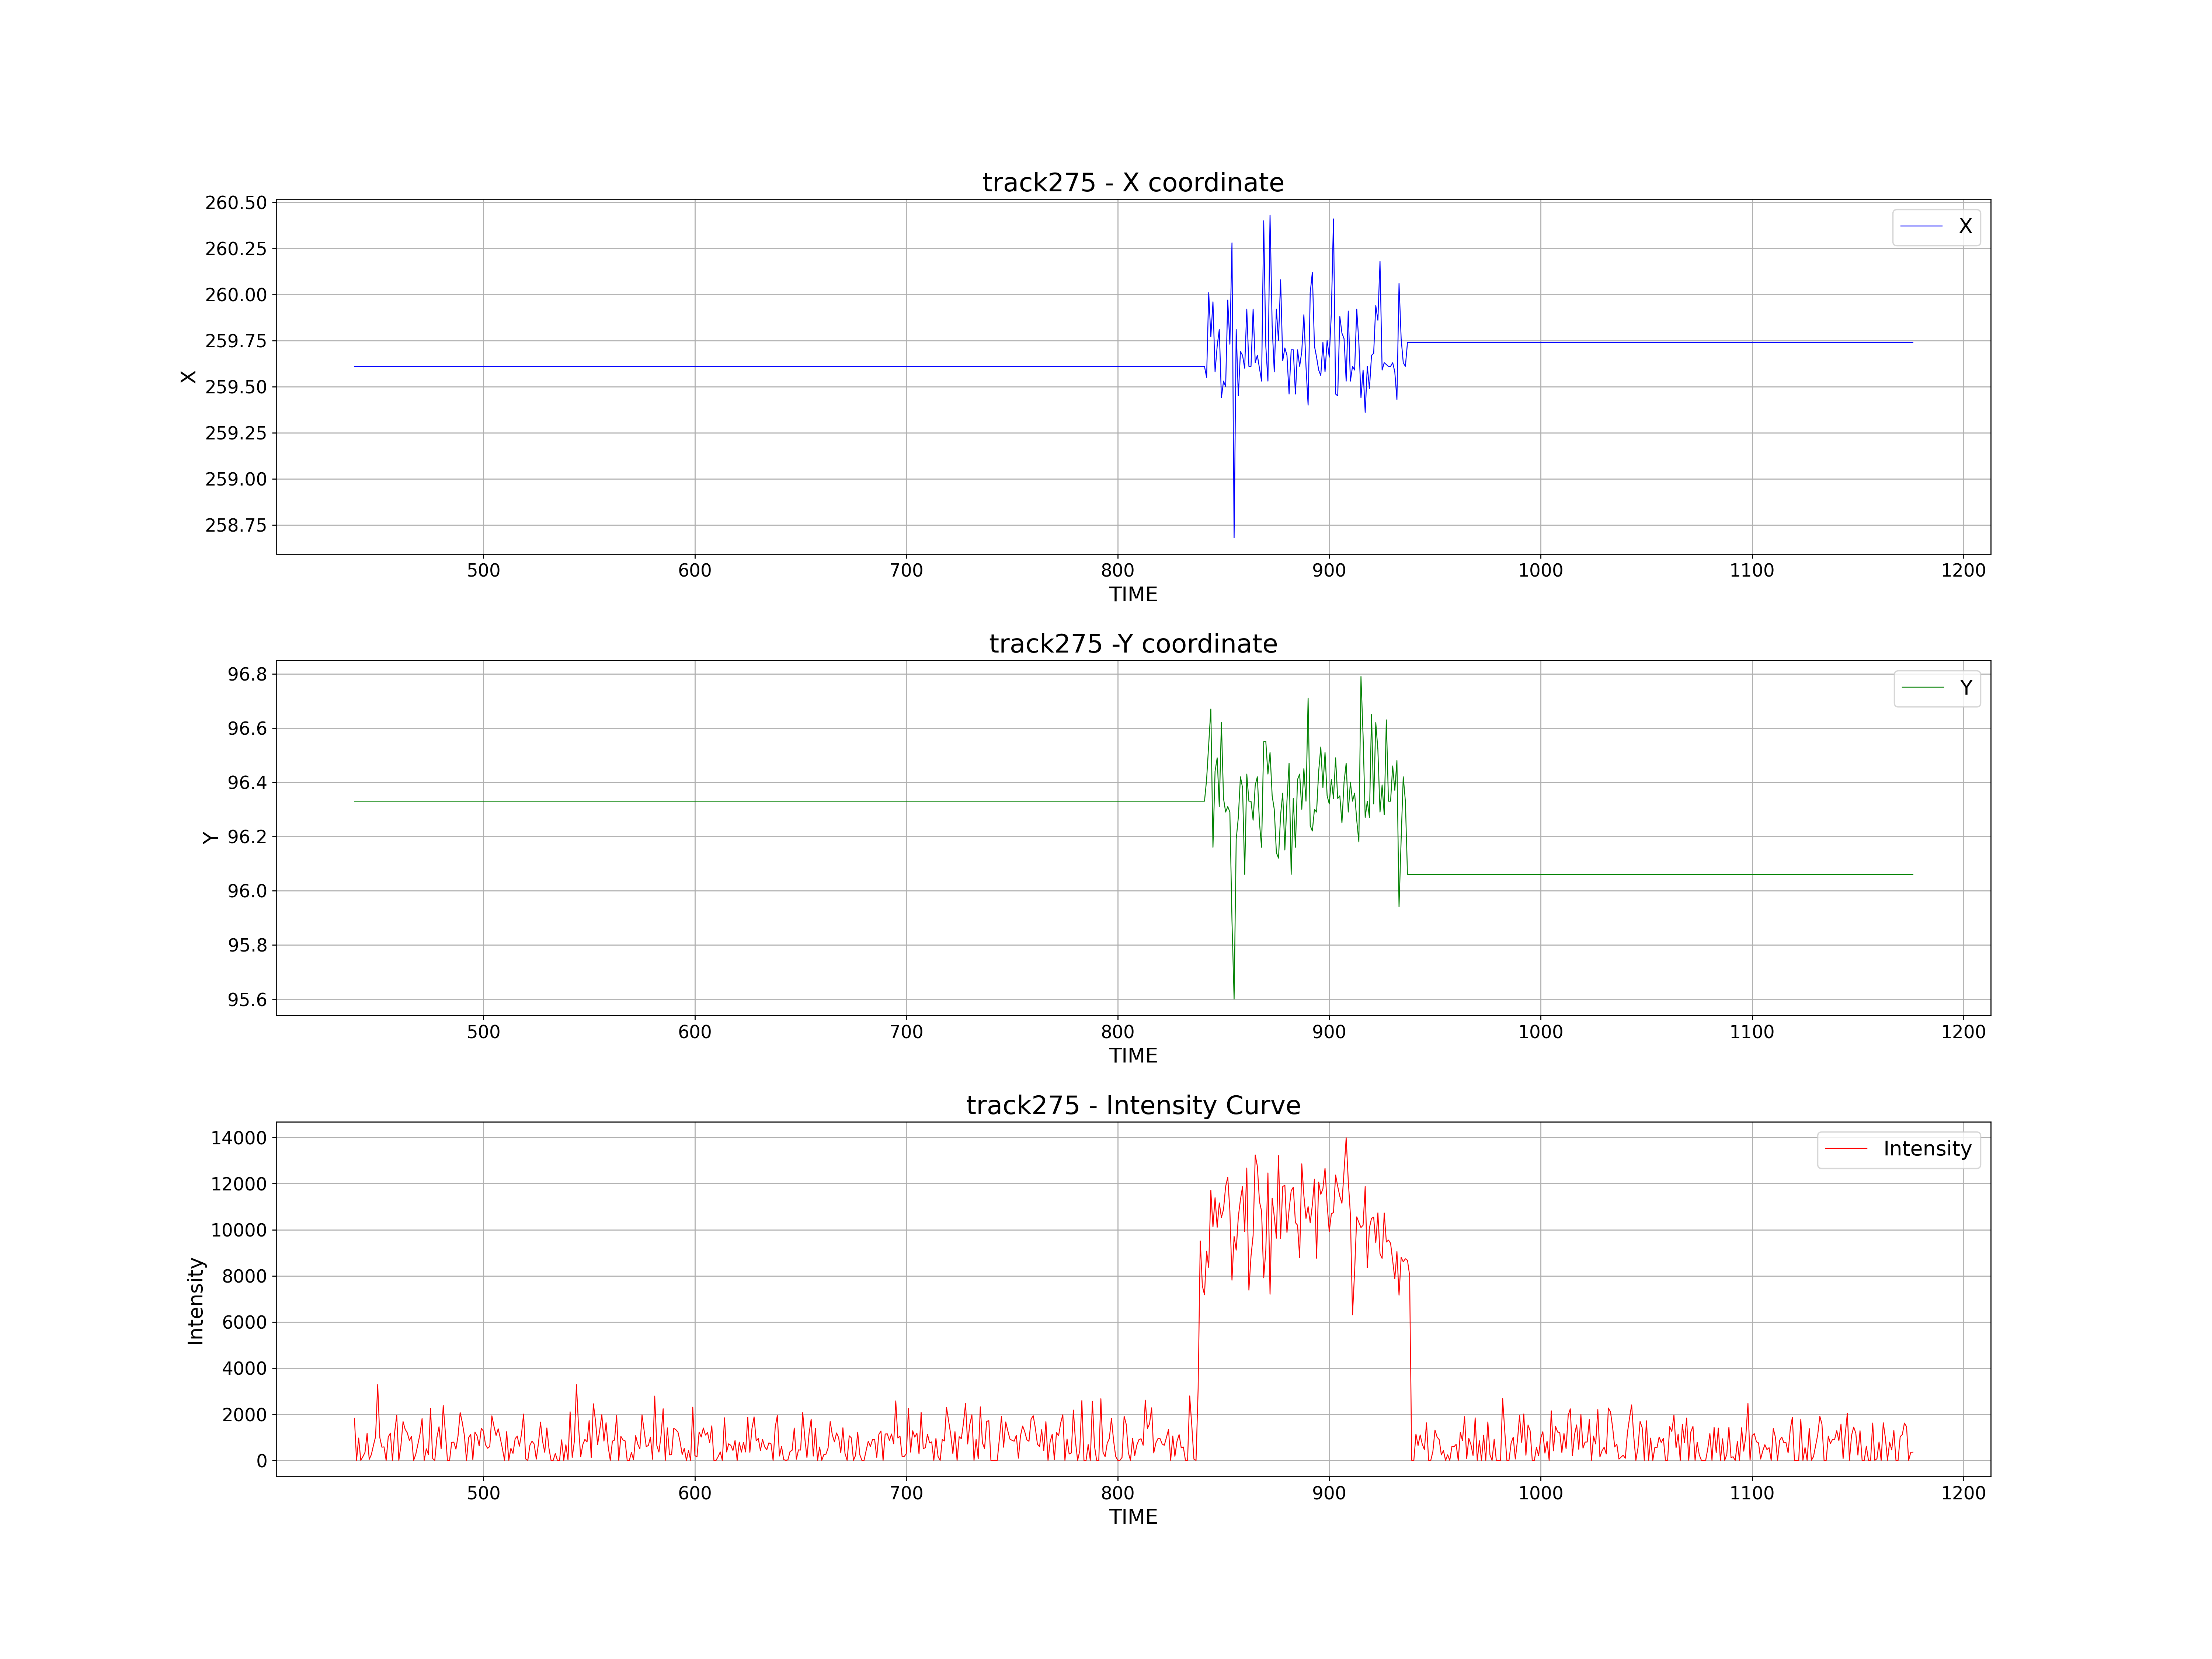 track275 - X coordinate
260.50
260.25
260.00
259.75
259.50
259.25
259.00
258.75
X
X
500 600 700 800 900 1000 1100 1200
TIME
track275 -Y coordinate
96.8
96.6
96.4
96.2
96.0
95.8
95.6
Y
Y
500 600 700 800 900 1000 1100 1200
TIME
track275 - Intensity Curve
14000
12000
10000
8000
6000
4000
2000
0
Intensity
Intensity
500 600 700 800 900 1000 1100 1200
TIME